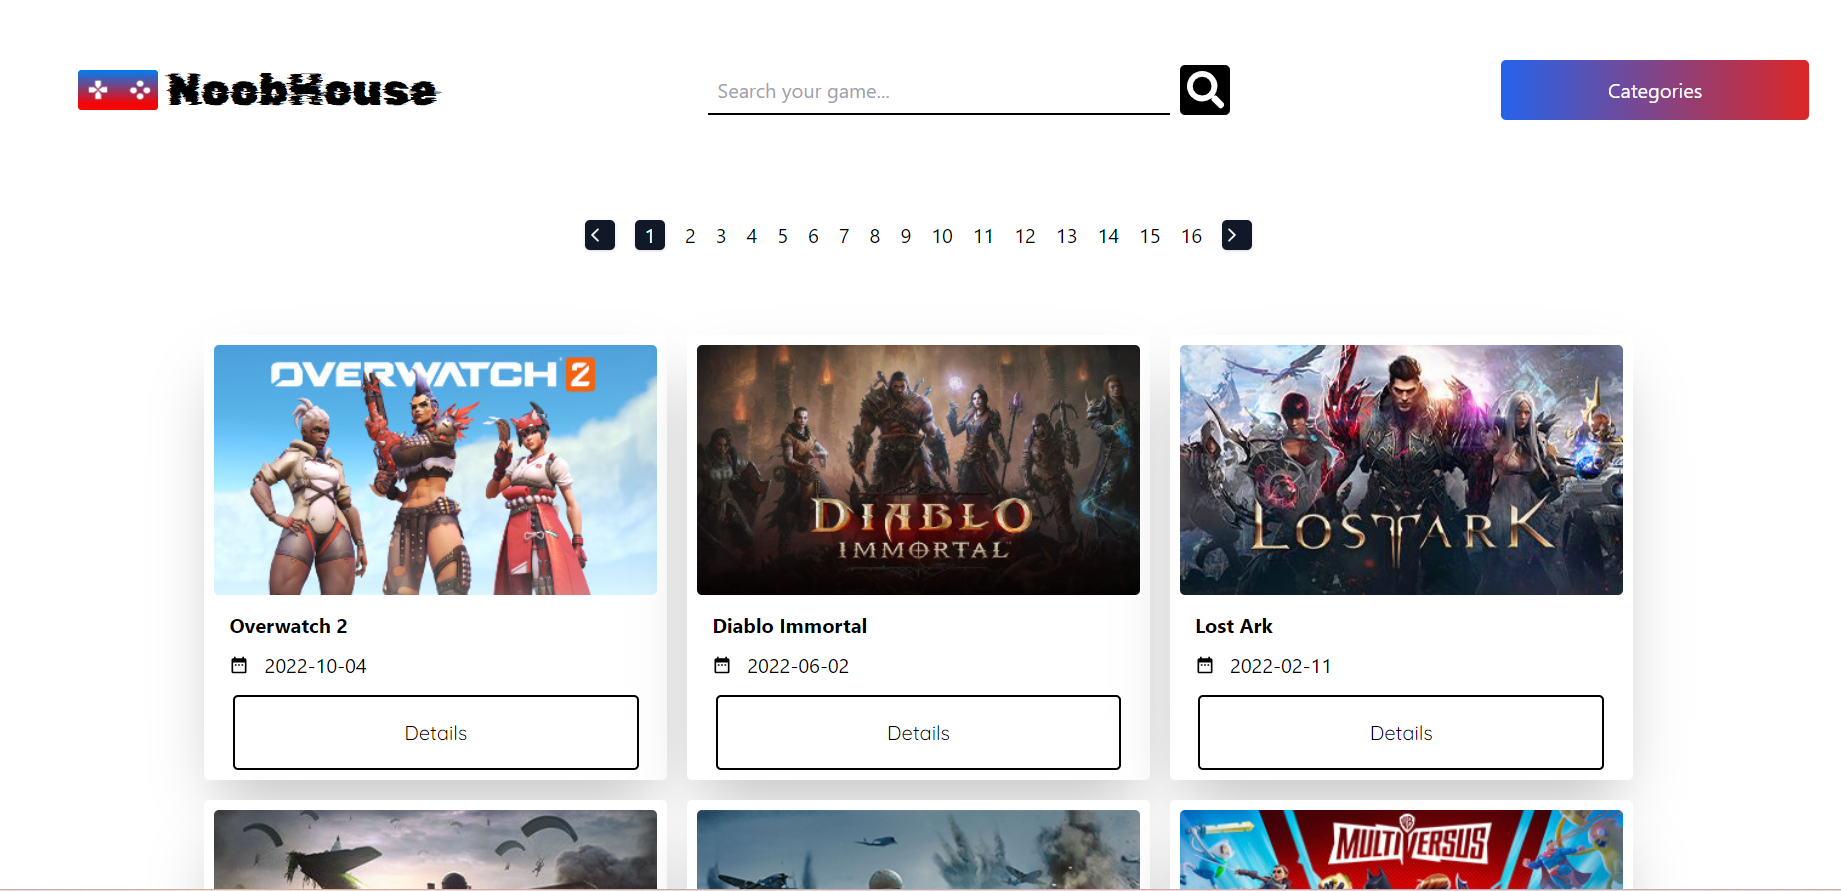 NoobHouse
Search your game...
Categories
1 2 3 4 5 6 7 8 9 10 11 12 13 14 15 16
OVERWATCH 2
DIABLO
IMMORTAL
LOST ARK
Overwatch 2
Diablo Immortal
Lost Ark
2022-10-04
2022-06-02
2022-02-11
Details
Details
Details
WB
MULTIVERSUS